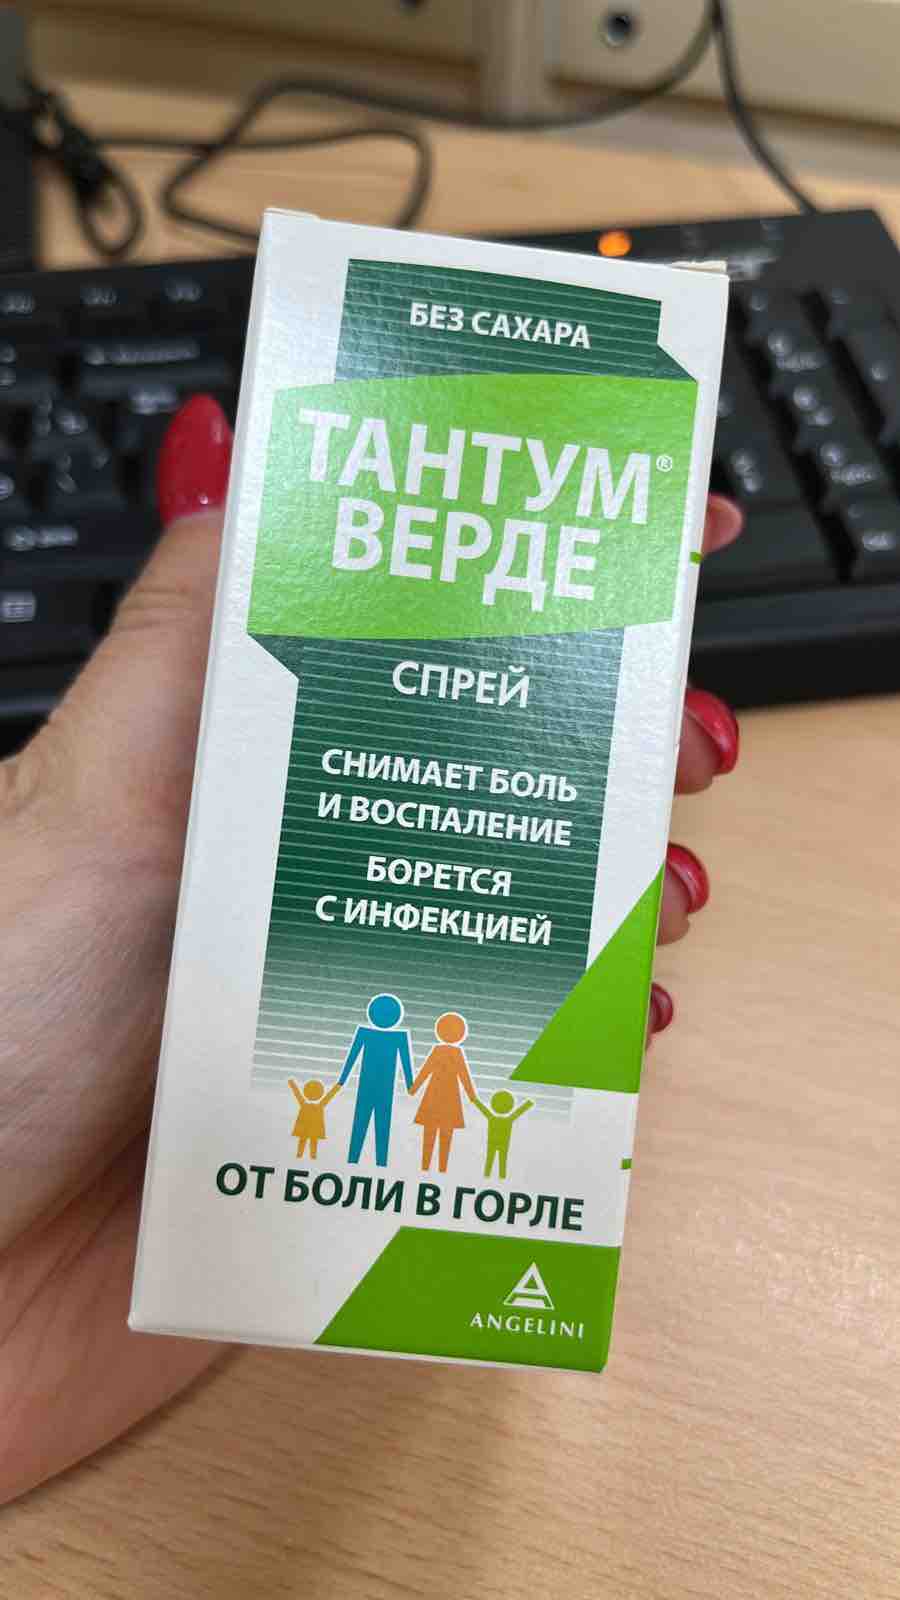 БЕЗ САХАРА
ТАНТУМ®
ВЕРДЕ
СПРЕЙ
СНИМАЕТ БОЛЬ
И ВОСПАЛЕНИЕ
БОРЕТСЯ
С ИНФЕКЦИЕЙ
ОТ БОЛИ В ГОРЛЕ
ANGELINI